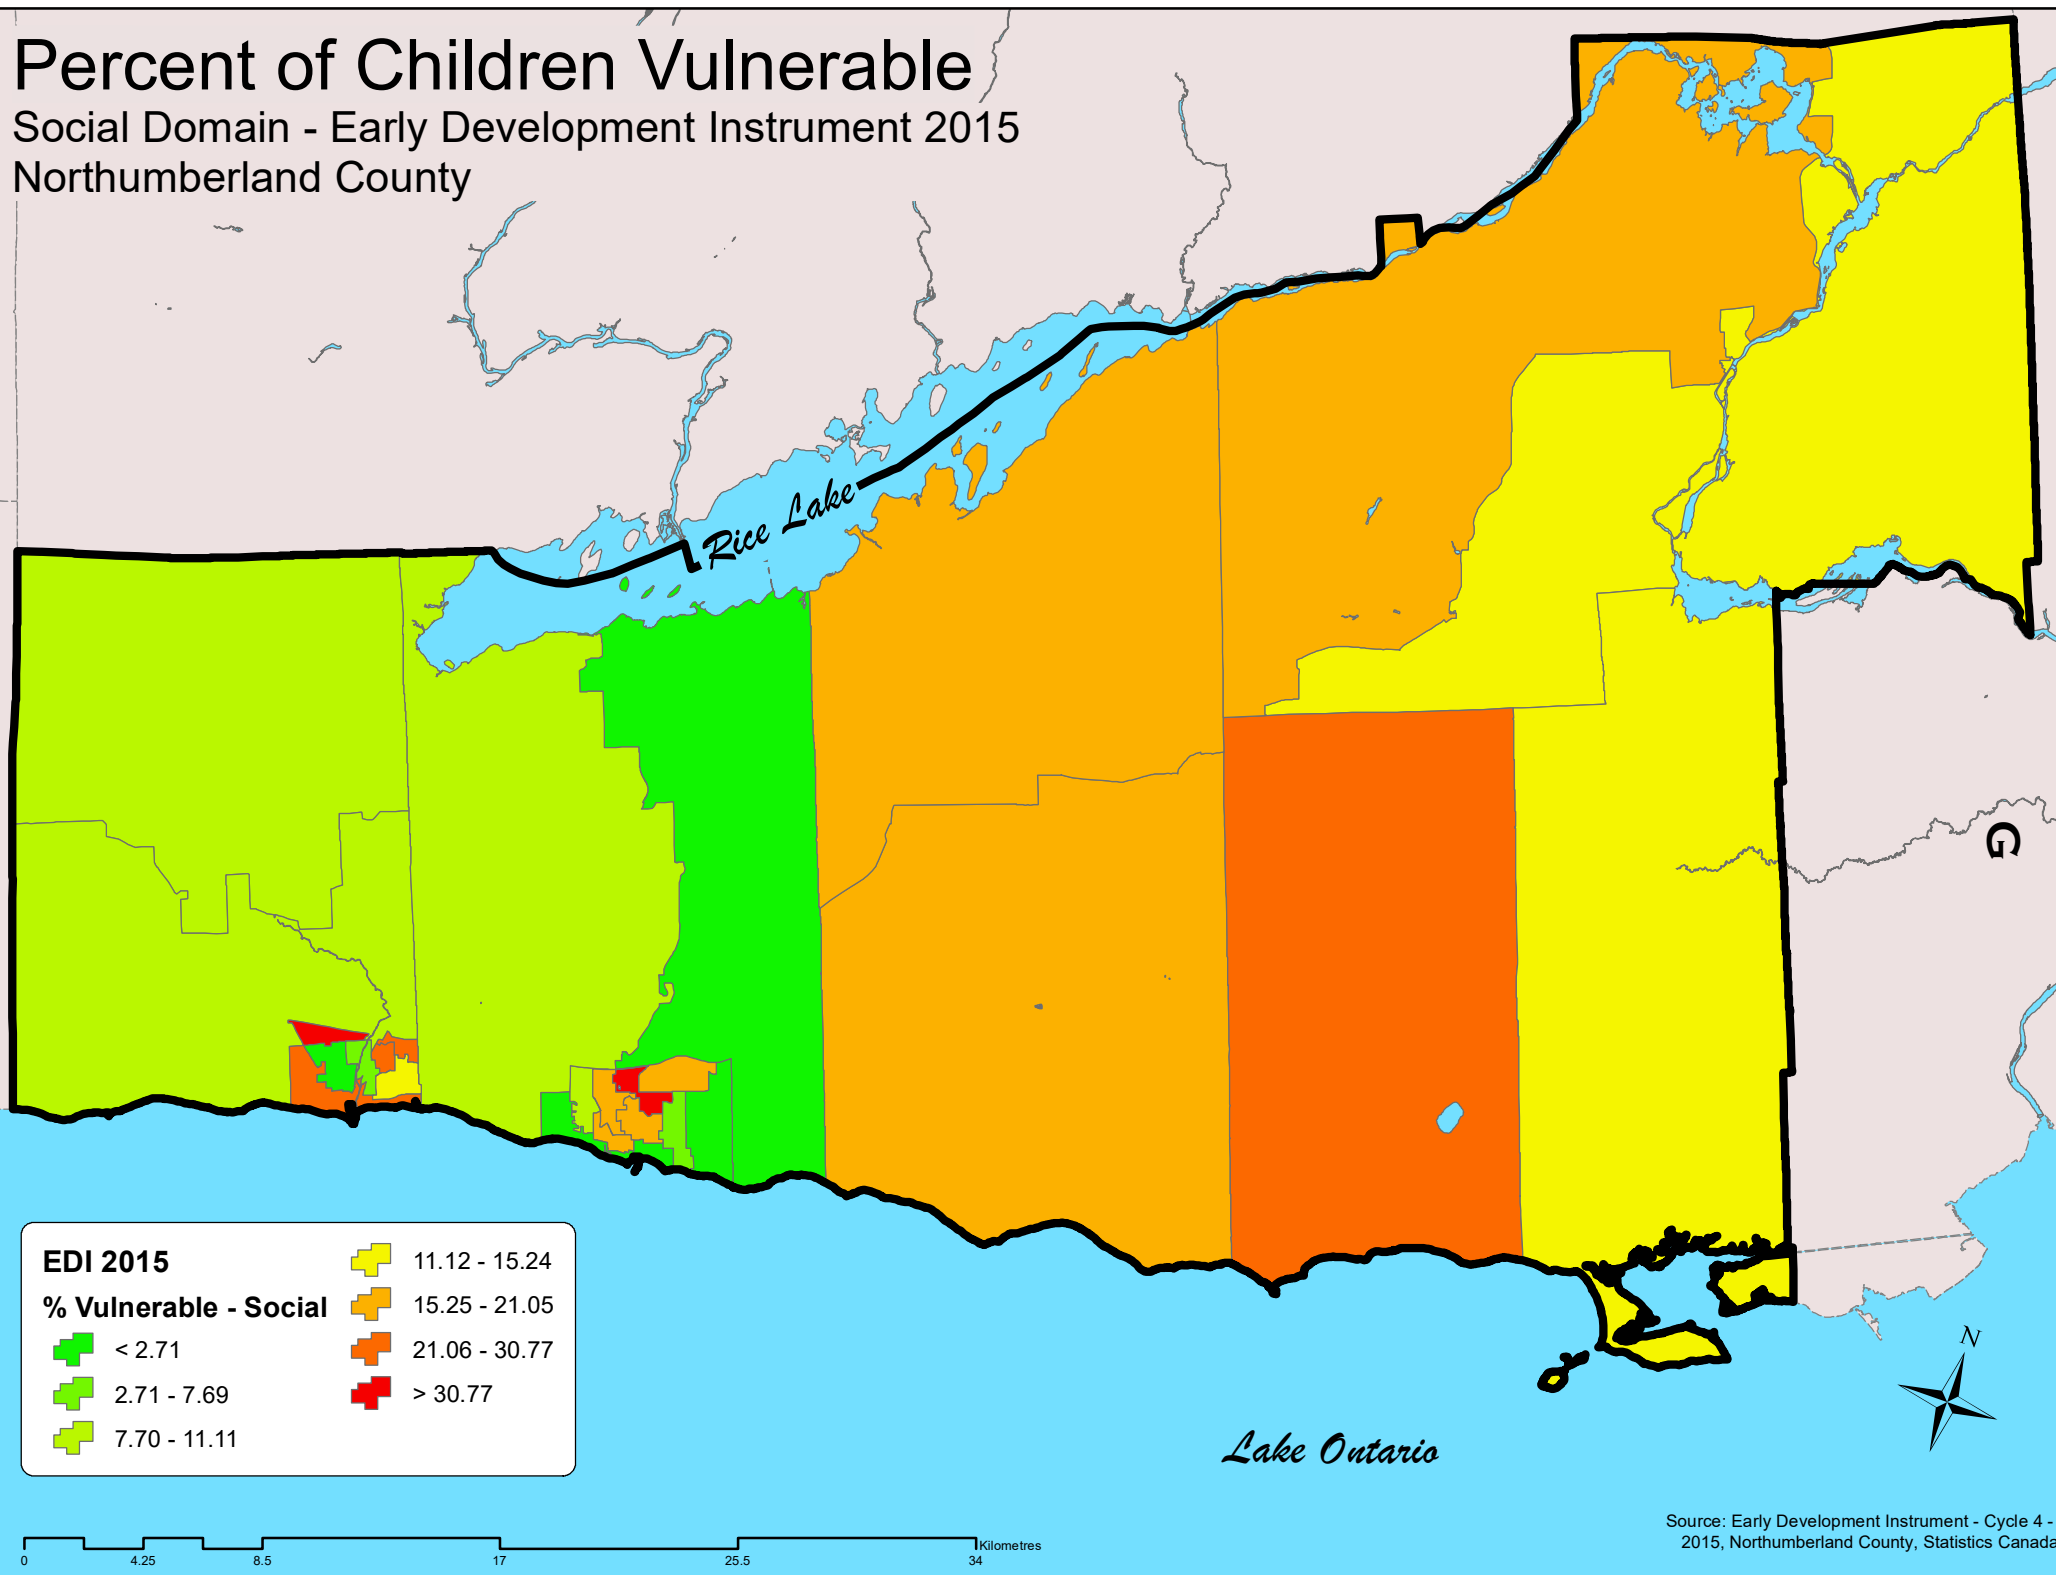 Percent of Children Vulnerable
Social Domain - Early Development Instrument 2015
Northumberland County
Rice Lake
G
EDI 2015
% Vulnerable - Social
< 2.71
2.71 - 7.69
7.70 - 11.11
11.12 - 15.24
15.25 - 21.05
21.06 - 30.77
> 30.77
N
Lake Ontario
Source: Early Development Instrument - Cycle 4 -
2015, Northumberland County, Statistics Canada
0 4.25 8.5 17 25.5 34 Kilometres